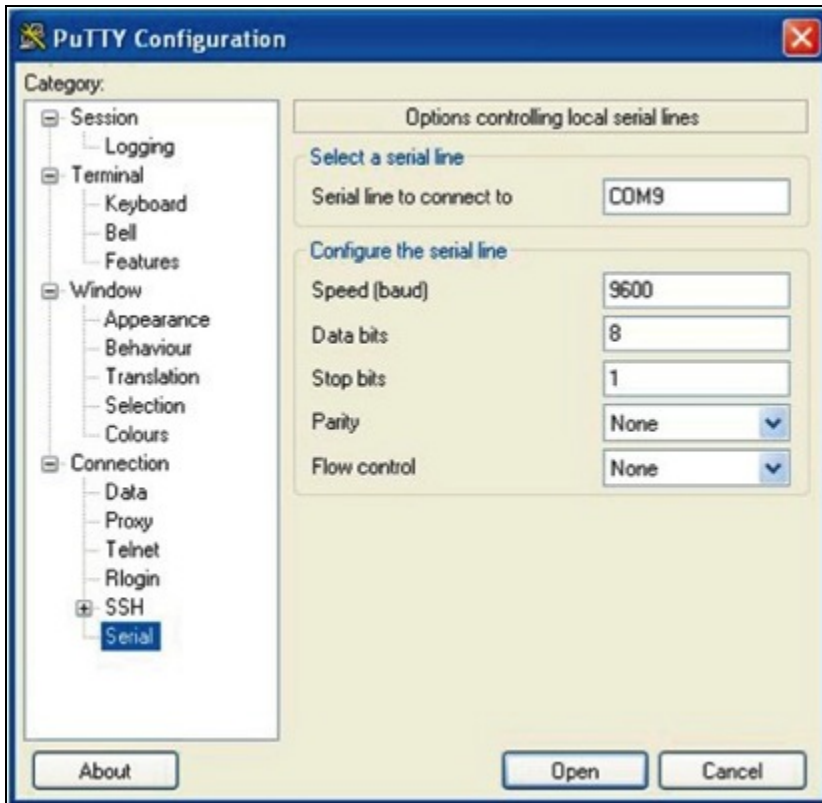 PuTTY Configuration
Category:
Session
Logging
Terminal
Keyboard
Bell
Features
Window
Appearance
Behaviour
Translation
Selection
Colours
Connection
Data
Proxy
Telnet
Rlogin
SSH
Serial
Options controlling local serial lines
Select a serial line
Serial line to connect to COM9
Configure the serial line
Speed (baud) 9600
Data bits 8
Stop bits 1
Parity None
Flow control None
About Open Cancel